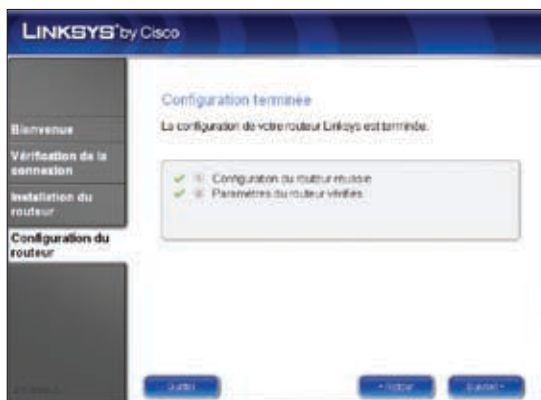 LINKSYS® by Cisco
Configuration terminée
La configuration de votre routeur Linksys est terminée.
Bienvenue
Vérification de la
connexion
Installation du
routeur
Configuration du
routeur
Configuration du routeur réussie
Paramètres du routeur vérifiés
Quitter
Retour
Suivant